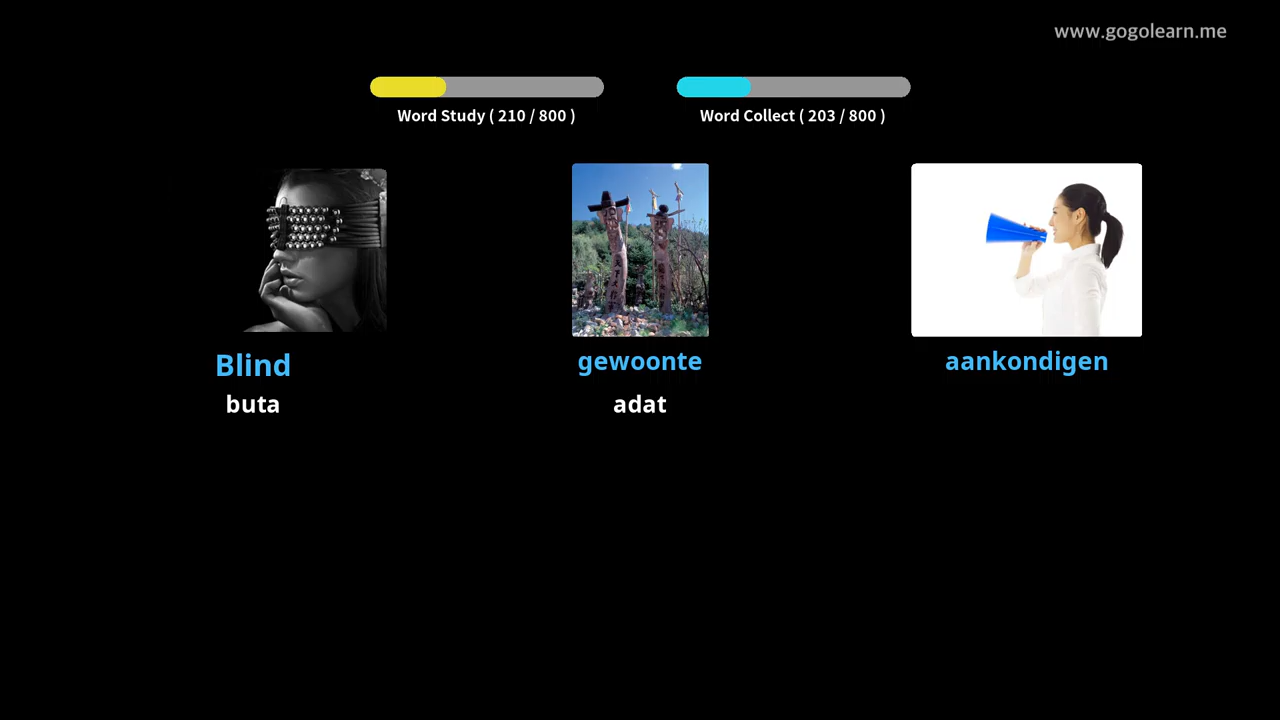 www.gogolearn.me
Word Study ( 210 / 800 )
Word Collect ( 203 / 800 )
Blind
gewoonte
aankondigen
buta
adat